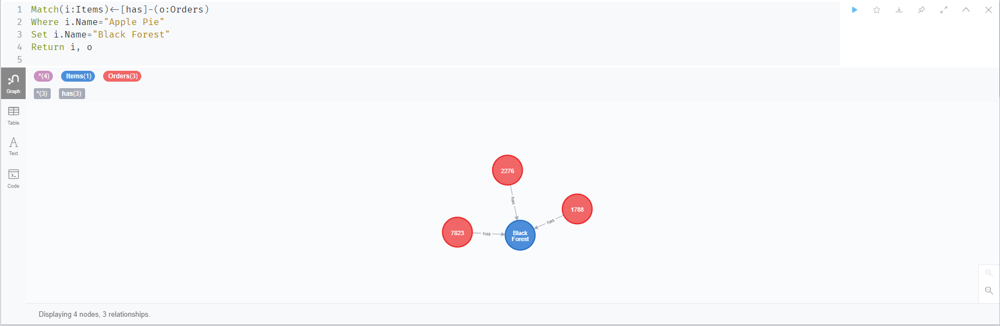 1 Match(i:Items)<-[has]-(o:Orders)
2 Where i.Name="Apple Pie"
3 Set i.Name="Black Forest"
4 Return i, o
5
*(4) Items(1) Orders(3)
*(3) has(3)
Graph
Table
Text
Code
2276
has
1788
has
7823
has
Black
Forest
Displaying 4 nodes, 3 relationships.